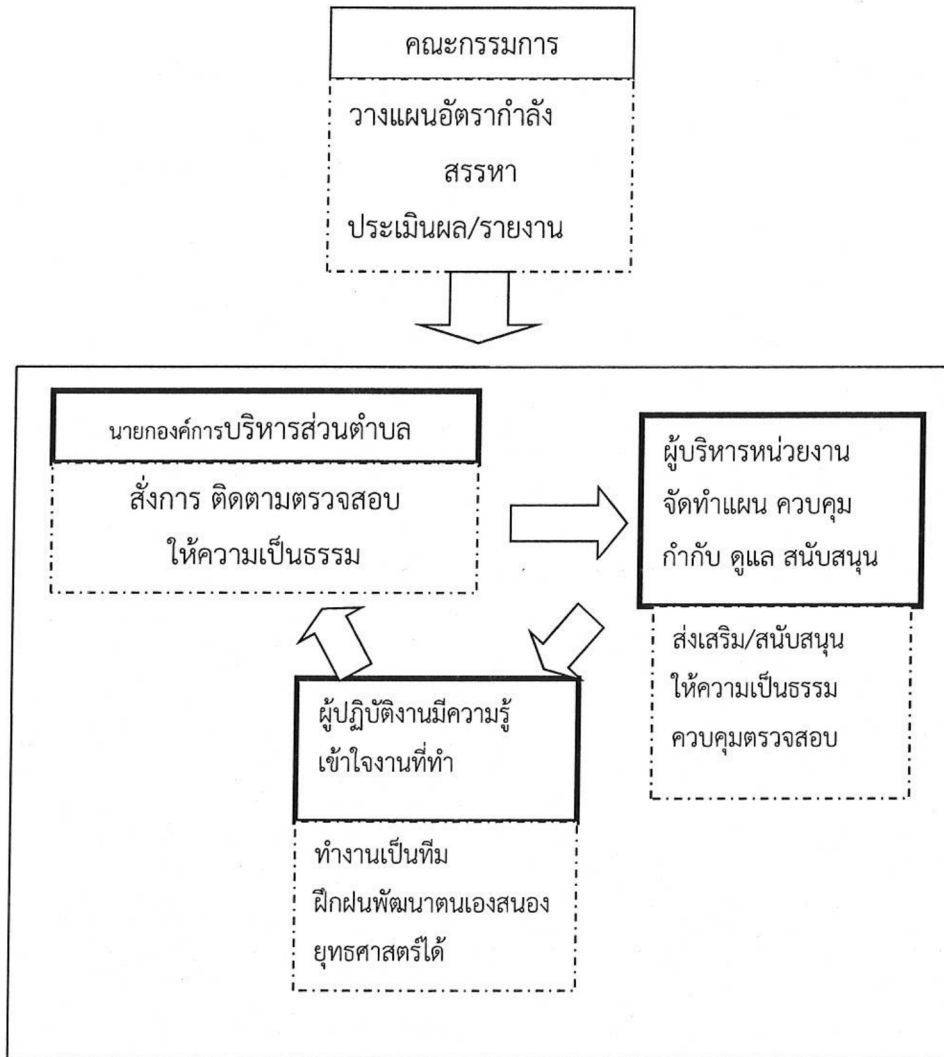 คณะกรรมการ
วางแผนอัตรากำลัง
สรรหา
ประเมินผล/รายงาน
นายกองค์การบริหารส่วนตำบล
สั่งการ ติดตามตรวจสอบ
ให้ความเป็นธรรม
ผู้บริหารหน่วยงาน
จัดทำแผน ควบคุม
กำกับ ดูแล สนับสนุน
ส่งเสริม/สนับสนุน
ให้ความเป็นธรรม
ควบคุมตรวจสอบ
ผู้ปฏิบัติงานมีความรู้
เข้าใจงานที่ทำ
ทำงานเป็นทีม
ฝึกฝนพัฒนาตนเองสนอง
ยุทธศาสตร์ได้